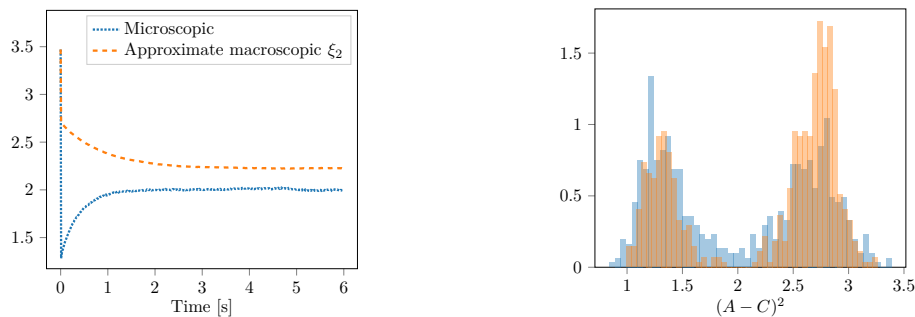 Microscopic
Approximate macroscopic ξ₂
3.5
3
2.5
2
1.5
0 1 2 3 4 5 6
Time [s]
1.5
1
0.5
0
1 1.5 2 2.5 3 3.5
(A − C)²